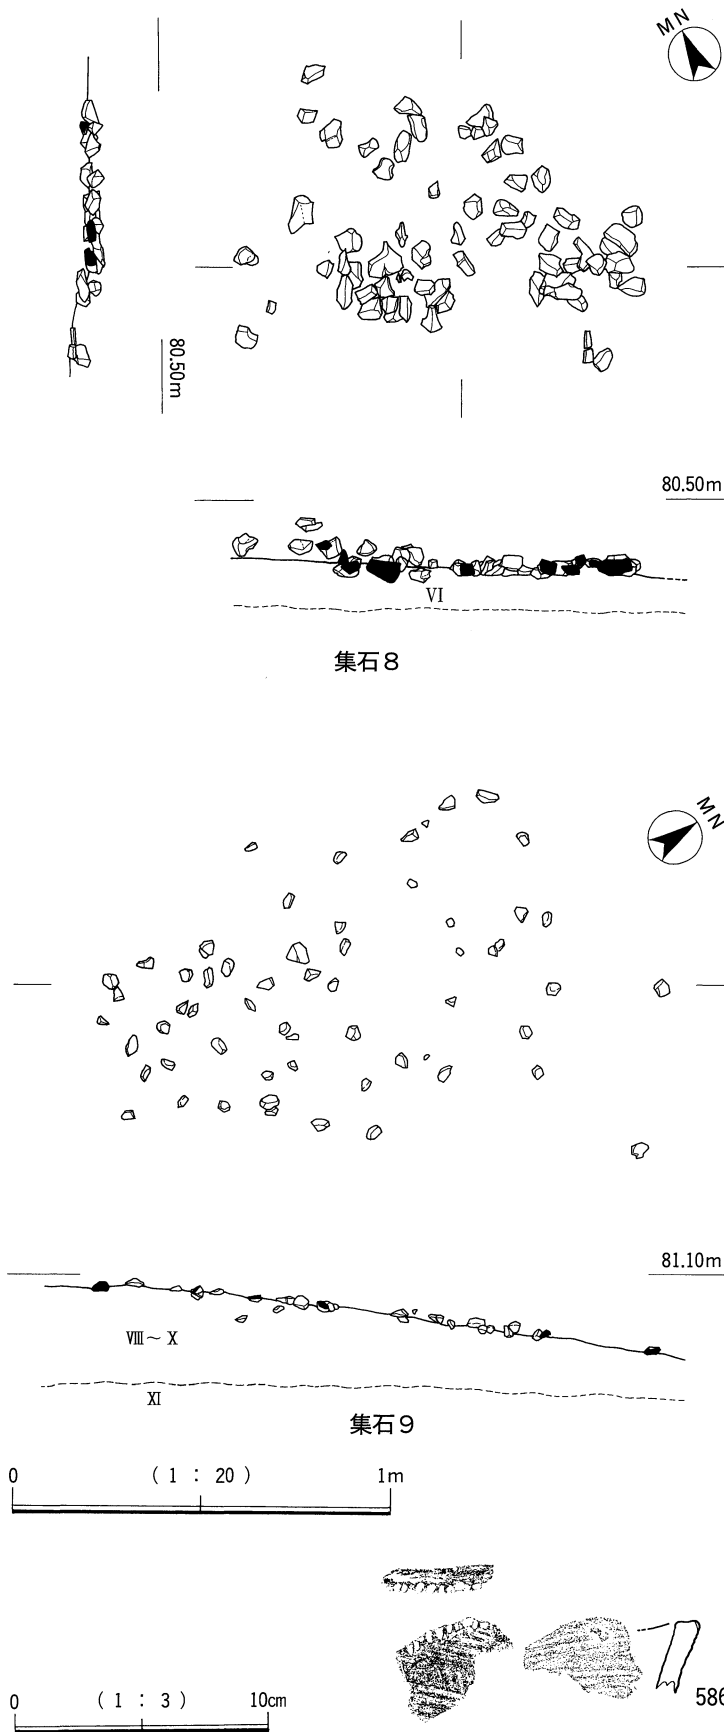 MN
80.50m
80.50m
VI
集石8
MN
81.10m
VIII~X
XI
集石9
0 (1:20) 1m
0 (1:3) 10cm
586